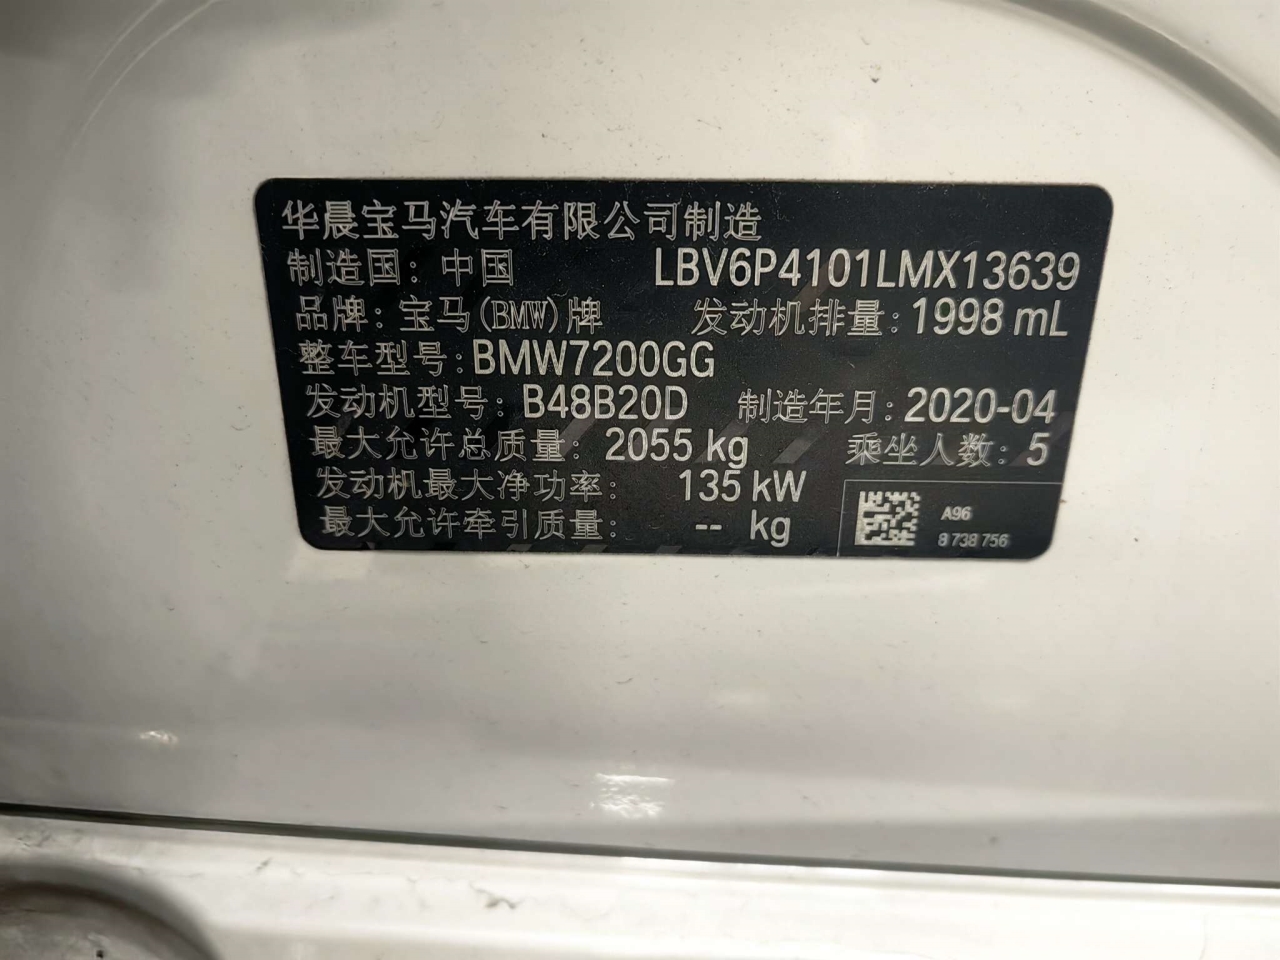 华晨宝马汽车有限公司制造
制造国：中国 LBV6P4101LMX13639
品牌：宝马(BMW)牌 发动机排量：1998 mL
整车型号：BMW7200GG
发动机型号：B48B20D 制造年月：2020-04
最大允许总质量：2055 kg 乘坐人数：5
发动机最大净功率： 135 kW
最大允许牵引质量： -- kg
A96
8 738 756